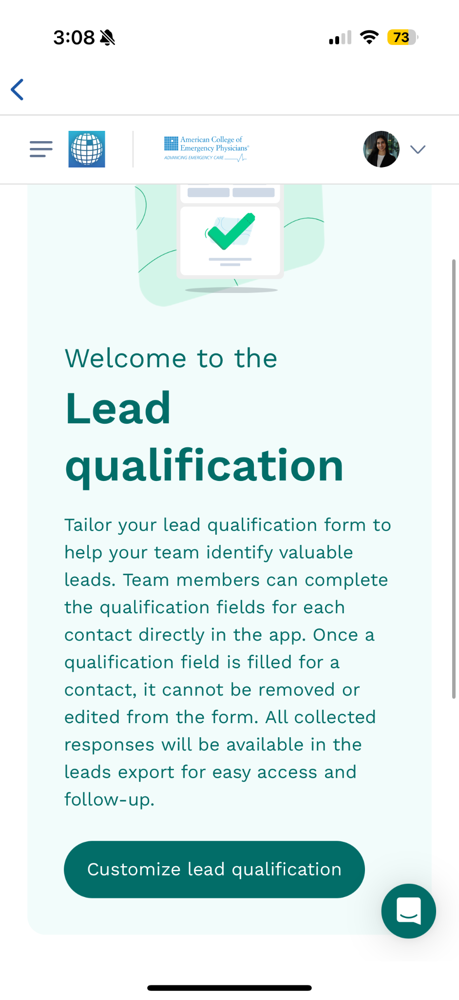 3:08
73
American College of
Emergency Physicians®
ADVANCING EMERGENCY CARE
Welcome to the
Lead
qualification
Tailor your lead qualification form to
help your team identify valuable
leads. Team members can complete
the qualification fields for each
contact directly in the app. Once a
qualification field is filled for a
contact, it cannot be removed or
edited from the form. All collected
responses will be available in the
leads export for easy access and
follow-up.
Customize lead qualification